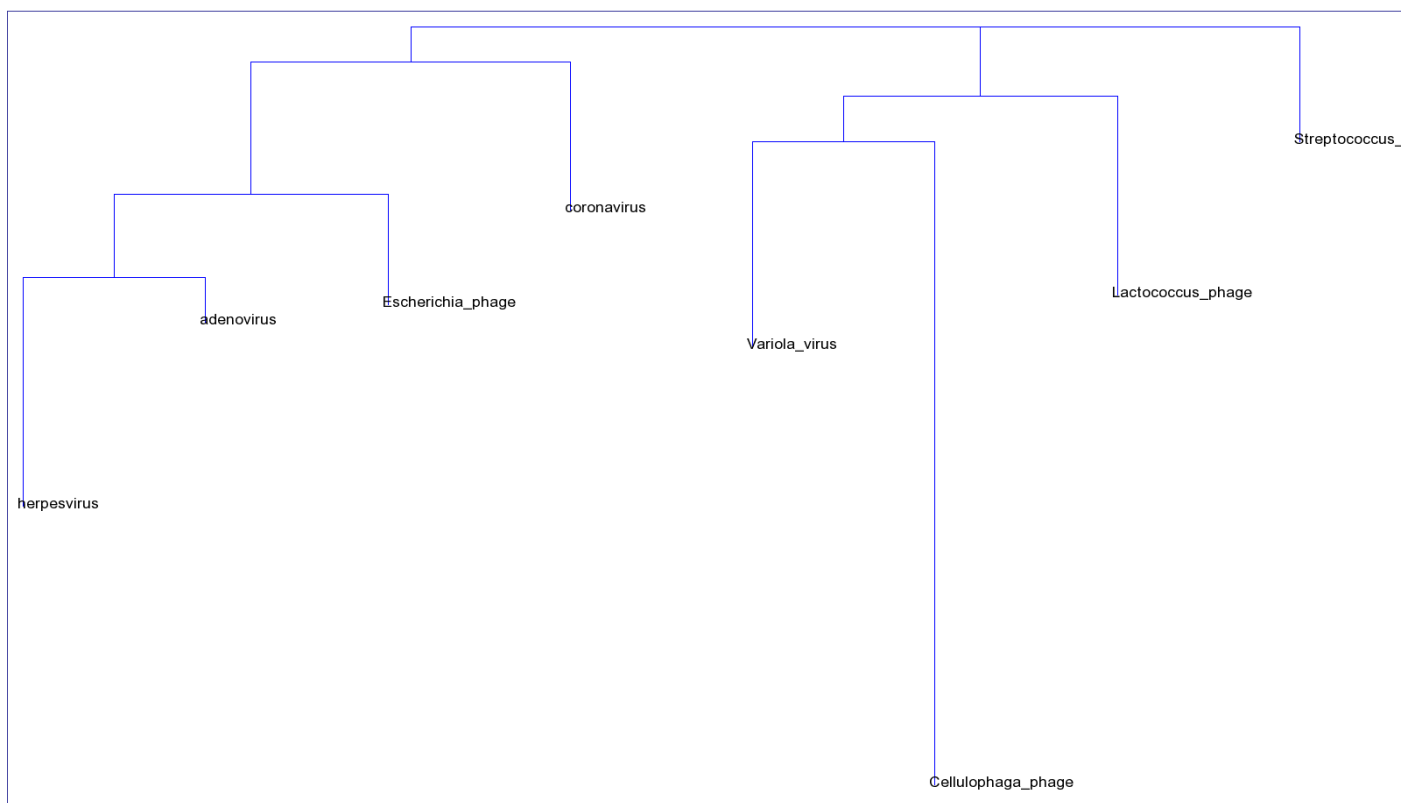 Streptococcus_
coronavirus
Lactococcus_phage
Escherichia_phage
adenovirus
Variola_virus
herpesvirus
Cellulophaga_phage